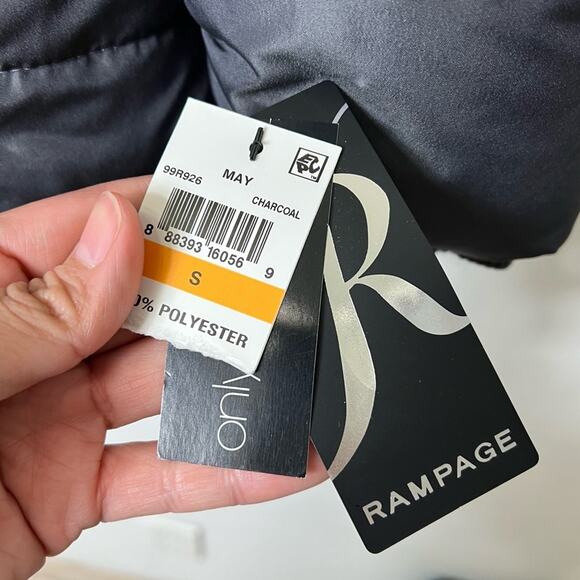 99R926 MAY
CHARCOAL
8 88393 16056 9
S
0% POLYESTER
only
R
RAMPAGE